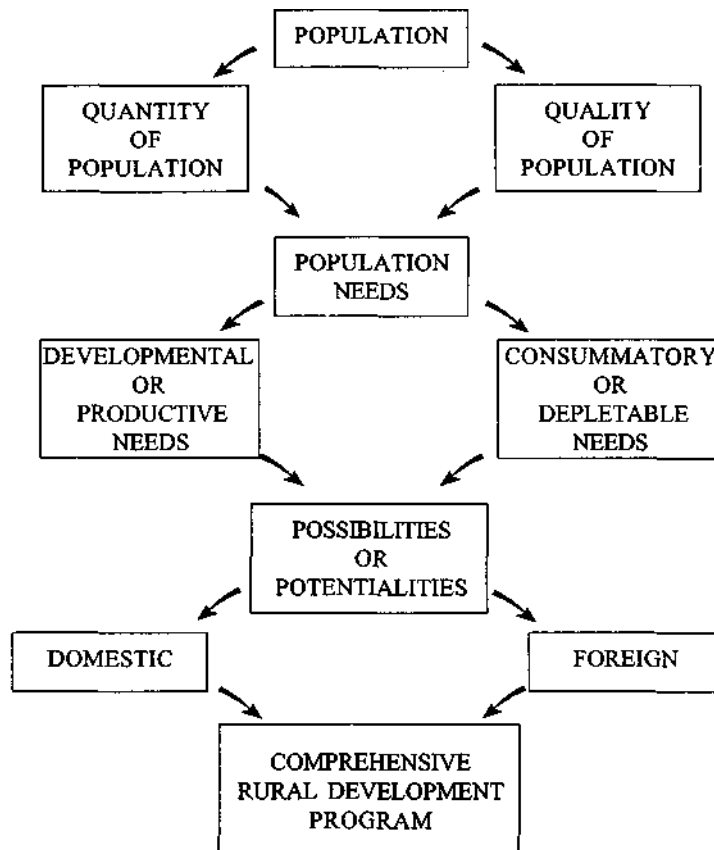 POPULATION
QUANTITY
OF
POPULATION
QUALITY
OF
POPULATION
POPULATION
NEEDS
DEVELOPMENTAL
OR
PRODUCTIVE
NEEDS
CONSUMMATORY
OR
DEPLETABLE
NEEDS
POSSIBILITIES
OR
POTENTIALITIES
DOMESTIC
FOREIGN
COMPREHENSIVE
RURAL DEVELOPMENT
PROGRAM